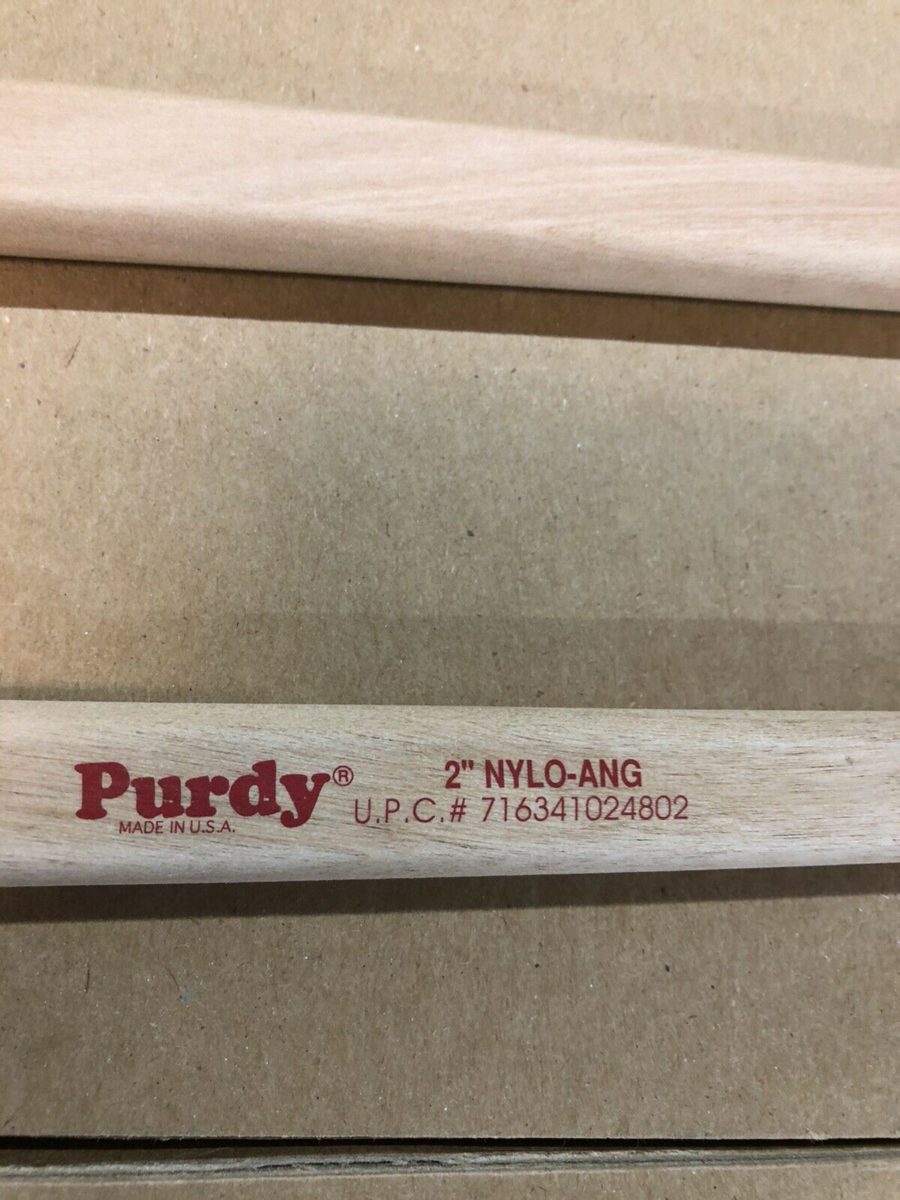 Purdy®
MADE IN U.S.A.
2" NYLO-ANG
U.P.C.# 716341024802